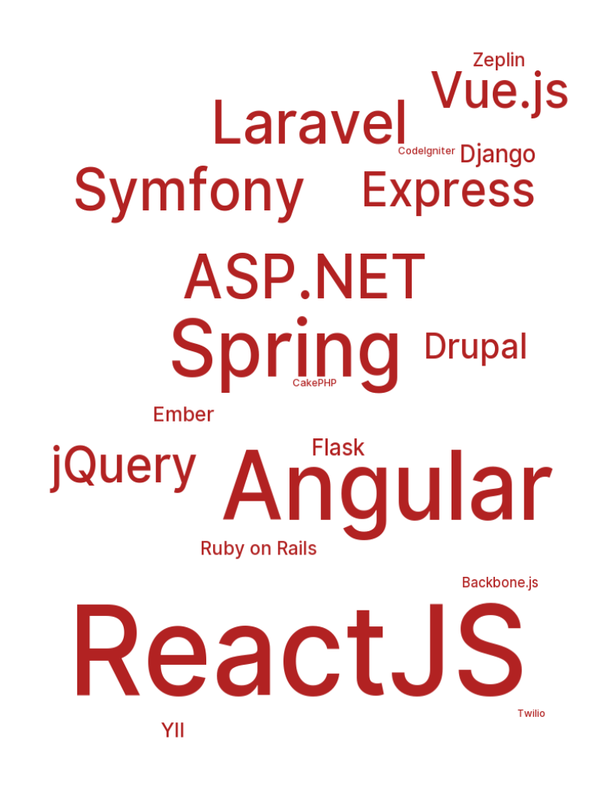 Zeplin
Vue.js
Laravel
CodeIgniter
Django
Symfony
Express
ASP.NET
Spring
Drupal
CakePHP
Ember
Flask
jQuery
Angular
Ruby on Rails
Backbone.js
ReactJS
Twilio
YII